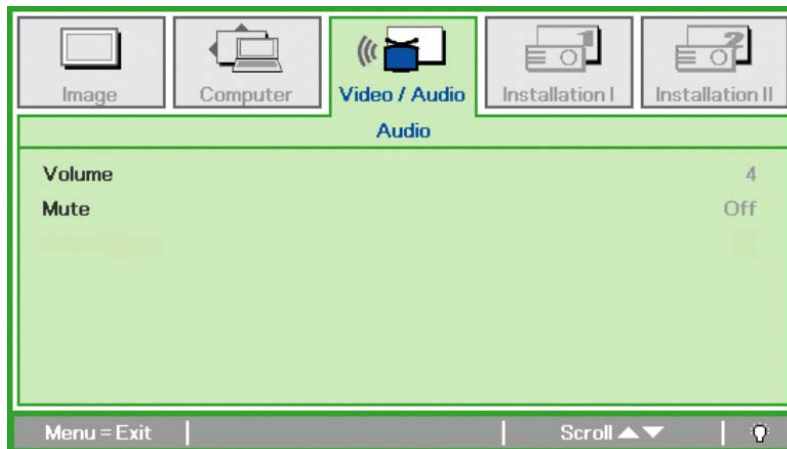 Image Computer Video / Audio Installation I Installation II
Audio
Volume 4
Mute Off
Menu = Exit Scroll